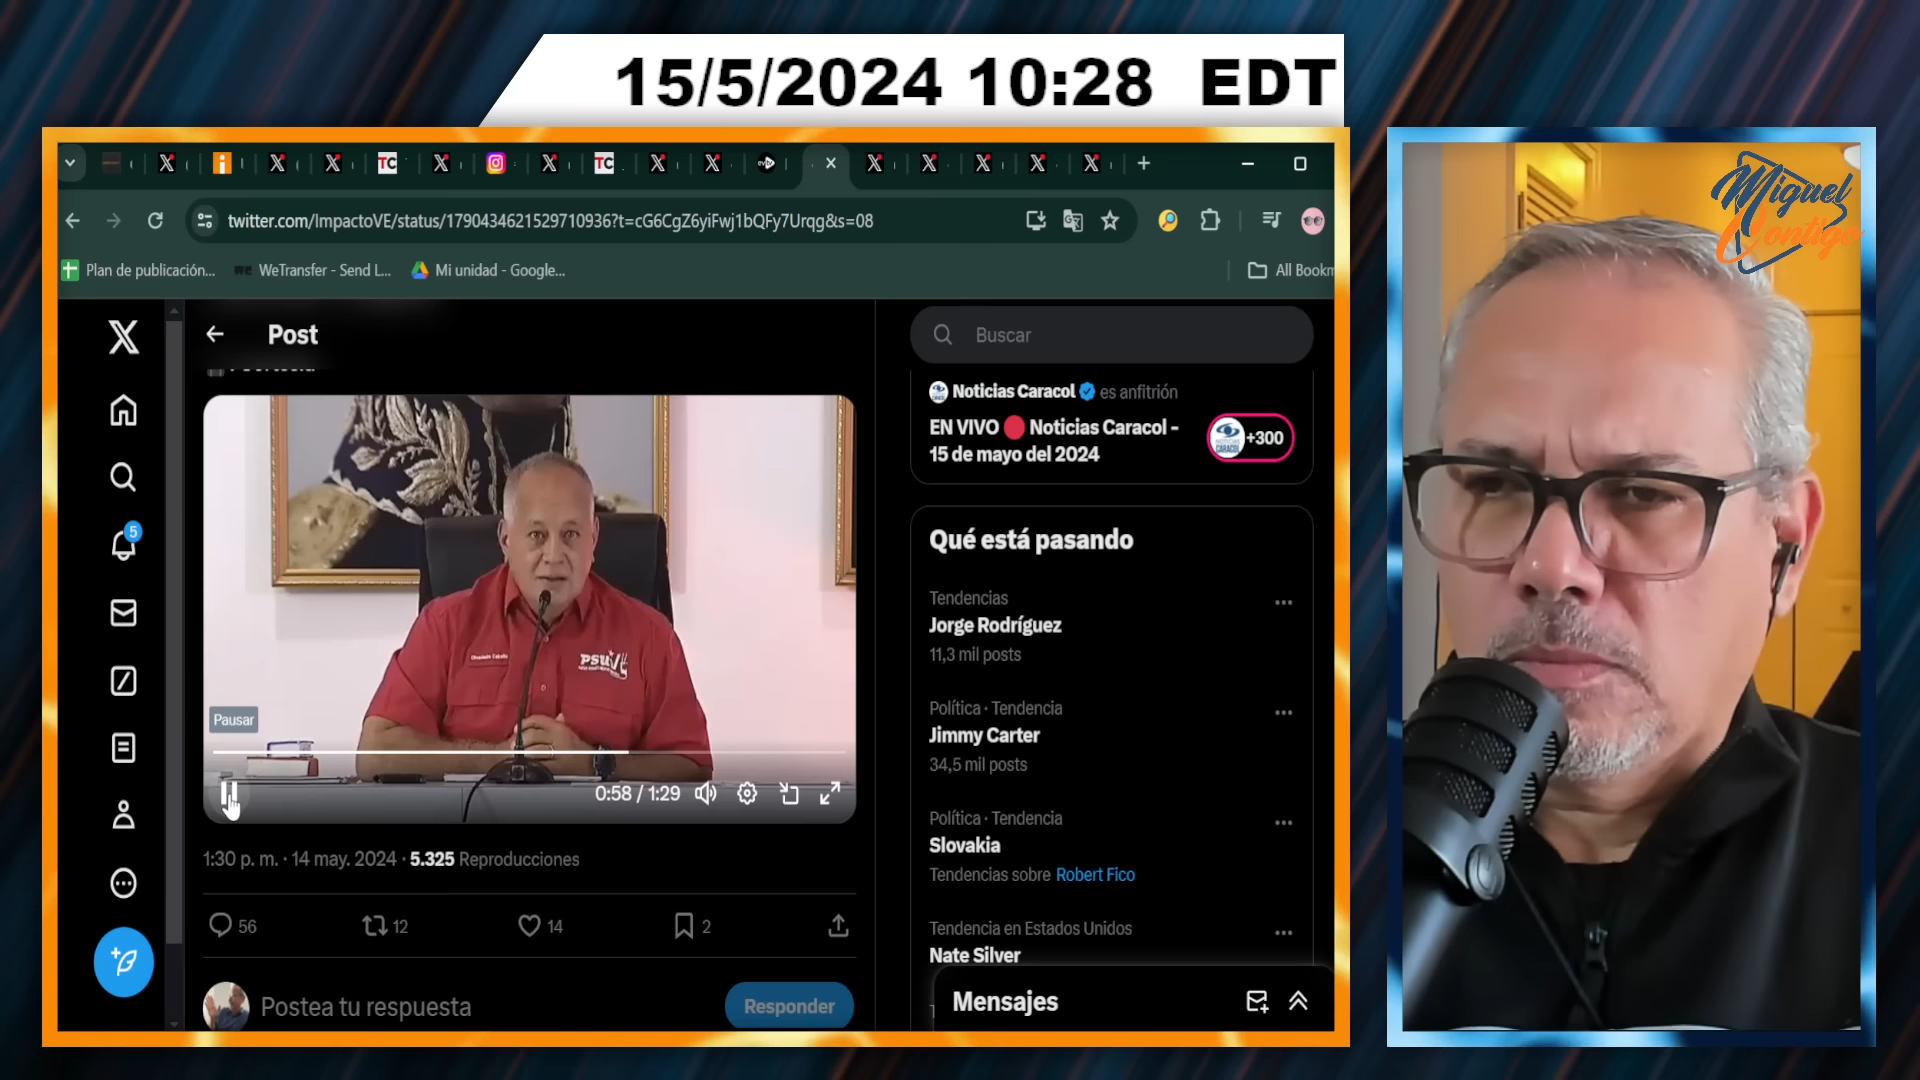 15/5/2024 10:28 EDT
Miguel
Contigo
TC
TC
twitter.com/ImpactoVE/status/1790434621529710936?t=cG6CgZ6yiFwj1bQFy7Urqg&s=08
Plan de publicación...
WeTransfer - Send L...
Mi unidad - Google...
All Bookm
Post
Buscar
Noticias Caracol es anfitrión
EN VIVO 🔴 Noticias Caracol -
15 de mayo del 2024
+300
Qué está pasando
Tendencias
Jorge Rodríguez
11,3 mil posts
Política · Tendencia
Jimmy Carter
34,5 mil posts
Política · Tendencia
Slovakia
Tendencias sobre Robert Fico
Tendencia en Estados Unidos
Nate Silver
Mensajes
5
PSUV
Pausar
0:58 / 1:29
1:30 p. m. · 14 may. 2024 · 5.325 Reproducciones
56
12
14
2
Postea tu respuesta
Responder